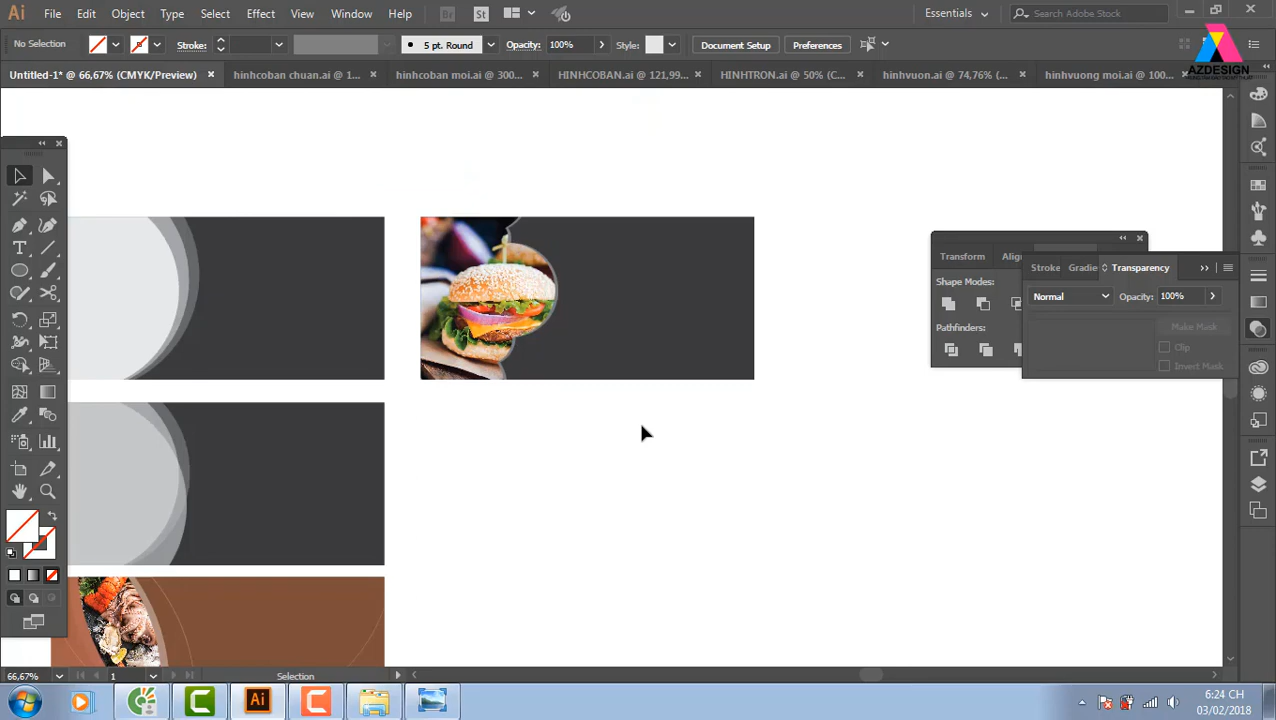 Ai File Edit Object Type Select Effect View Window Help Br St Search Adobe Stock
Essentials
No Selection Stroke: 5 pt. Round Opacity: 100% Style: Document Setup Preferences
AZDESIGN
Untitled-1* @ 66,67% (CMYK/Preview) × hinhcoban chuan.ai @ 1... × hinhcoban moi.ai @ 300... × HINHCOBAN.ai @ 121,99... × HINHTRON.ai @ 50% (C... × hinhvuon.ai @ 74,76% (... × hinhvuong moi.ai @ 100...
Transform
Stroke Gradie Transparency
Shape Modes:
Normal Opacity: 100%
Pathfinders:
Make Mask
Clip
Invert Mask
66,67% 1 Selection
Ai
6:24 CH
03/02/2018